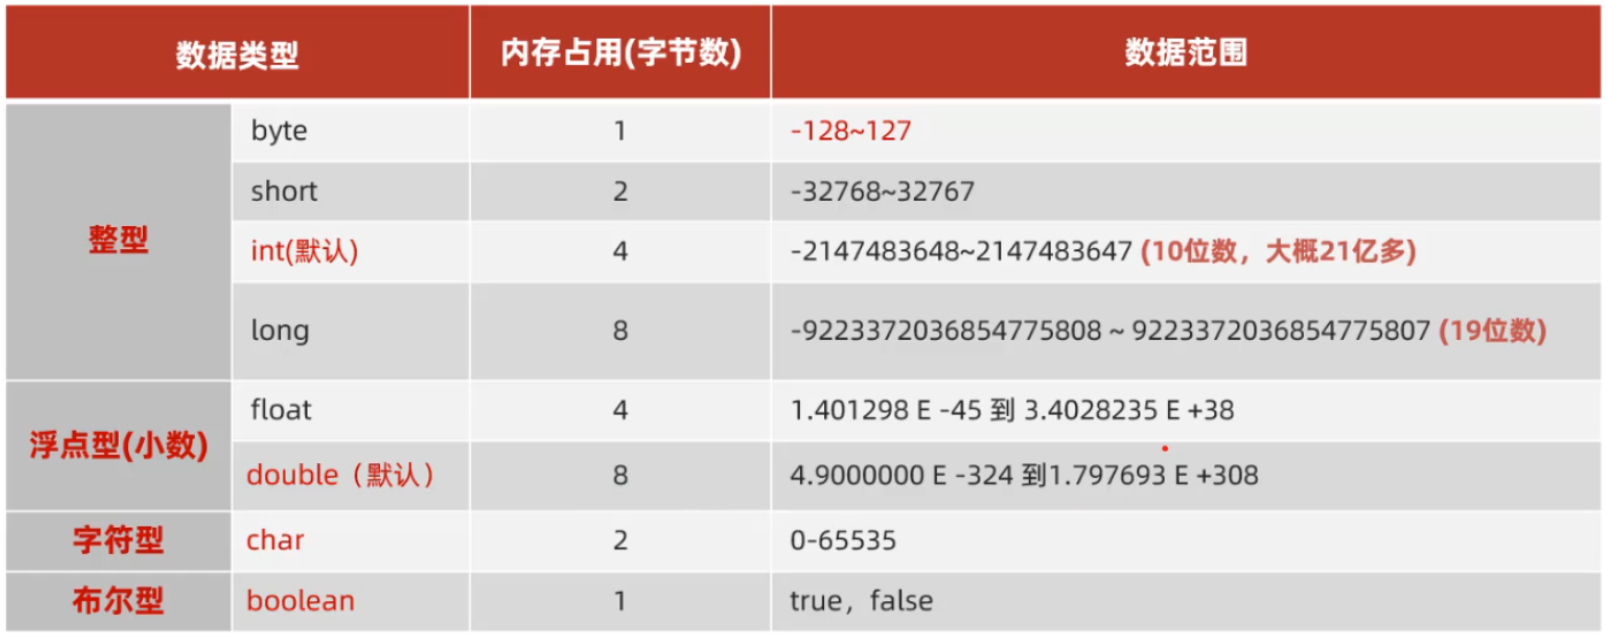 数据类型 内存占用(字节数) 数据范围
整型 byte 1 -128~127
short 2 -32768~32767
int(默认) 4 -2147483648~2147483647 (10位数，大概21亿多)
long 8 -9223372036854775808 ~ 9223372036854775807 (19位数)
浮点型(小数) float 4 1.401298 E -45 到 3.4028235 E +38
double（默认） 8 4.9000000 E -324 到1.797693 E +308
字符型 char 2 0-65535
布尔型 boolean 1 true，false